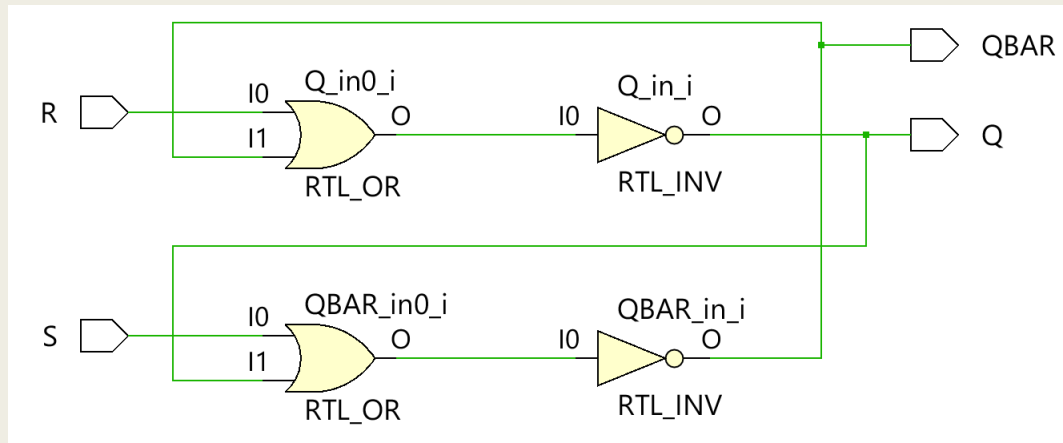 QBAR
Q_in0_i
Q_in_i
R
I0
O
I0
O
Q
I1
RTL_OR
RTL_INV
QBAR_in0_i
QBAR_in_i
S
I0
O
I0
O
I1
RTL_OR
RTL_INV